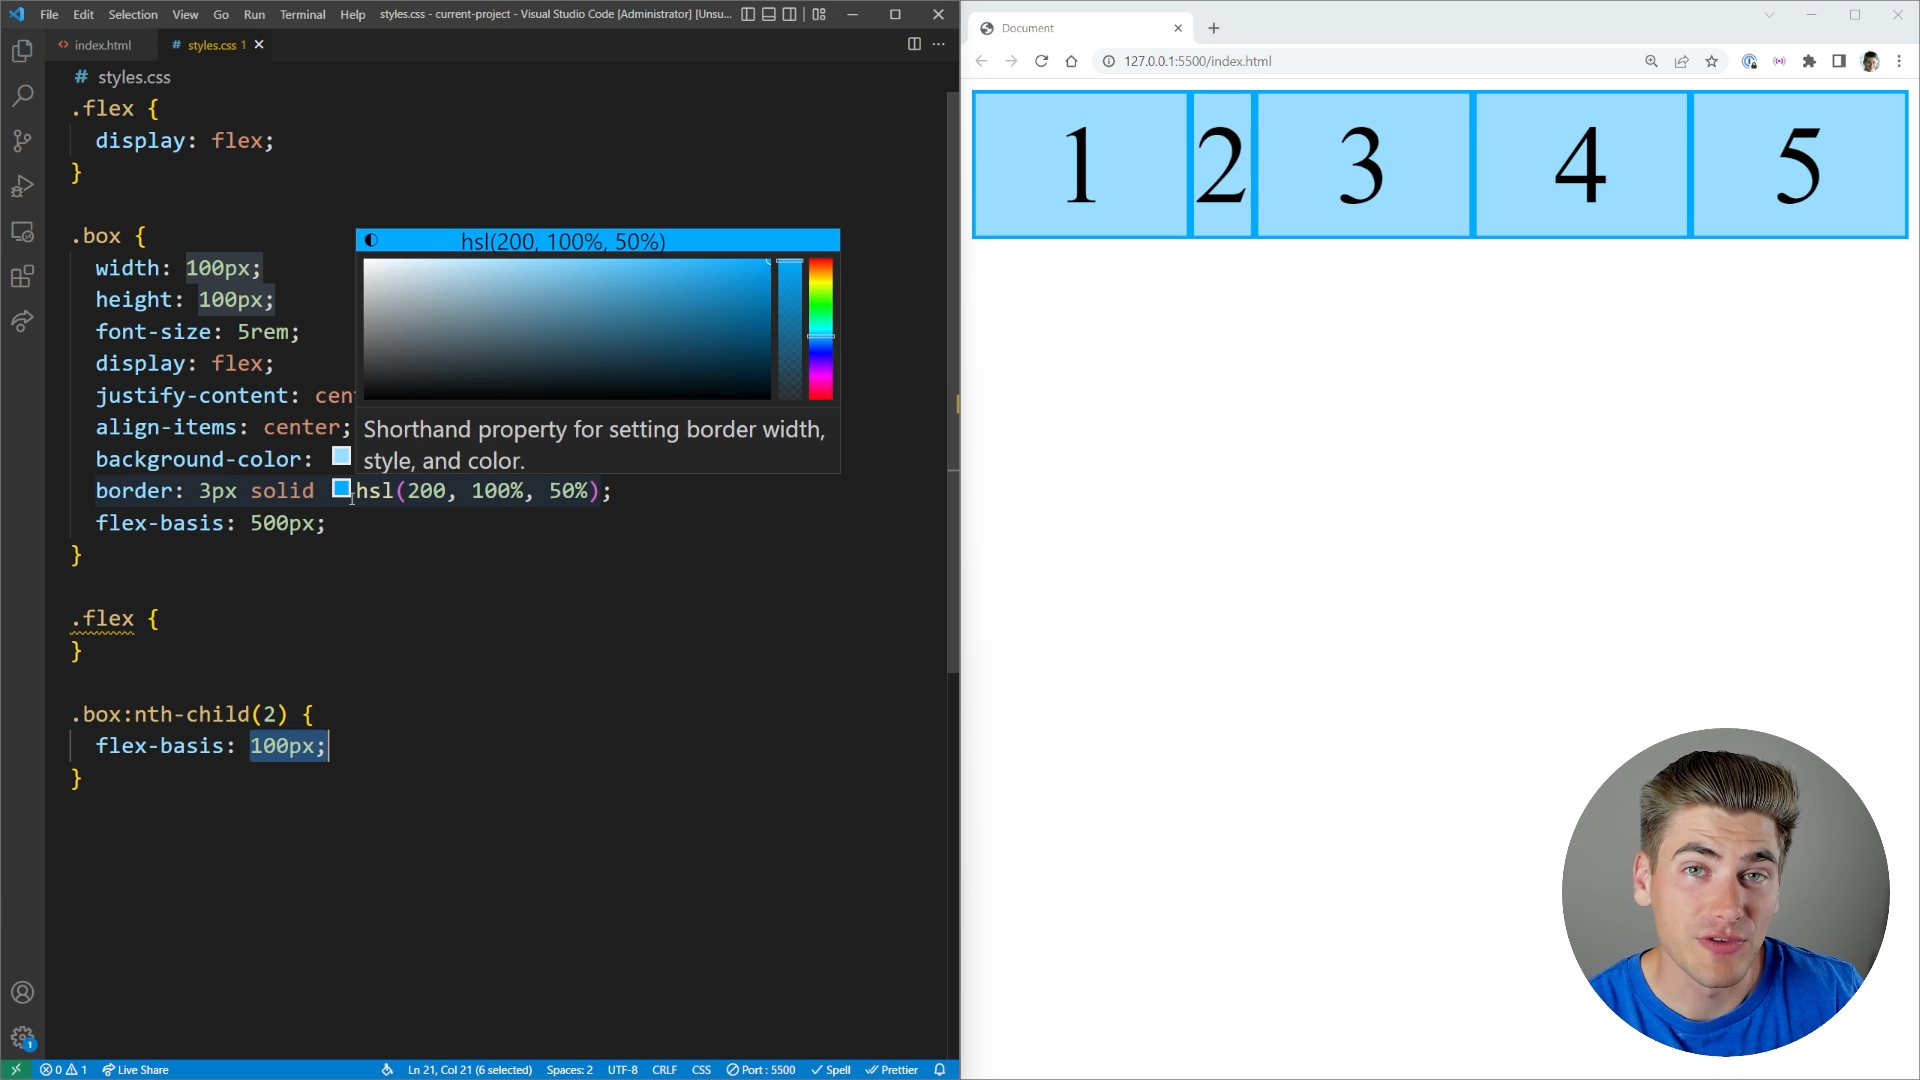 File Edit Selection View Go Run Terminal Help styles.css - current-project - Visual Studio Code [Administrator] [Unsu...
index.html
# styles.css 1
# styles.css
.flex {
display: flex;
}
.box {
width: 100px;
height: 100px;
font-size: 5rem;
display: flex;
justify-content: cen
align-items: center;
background-color:
border: 3px solid hsl(200, 100%, 50%);
flex-basis: 500px;
}
.flex {
}
.box:nth-child(2) {
flex-basis: 100px;
}
hsl(200, 100%, 50%)
Shorthand property for setting border width,
style, and color.
1
0 1 Live Share Ln 21, Col 21 (6 selected) Spaces: 2 UTF-8 CRLF CSS Port : 5500 Spell Prettier
Document
127.0.0.1:5500/index.html
1 2 3 4 5